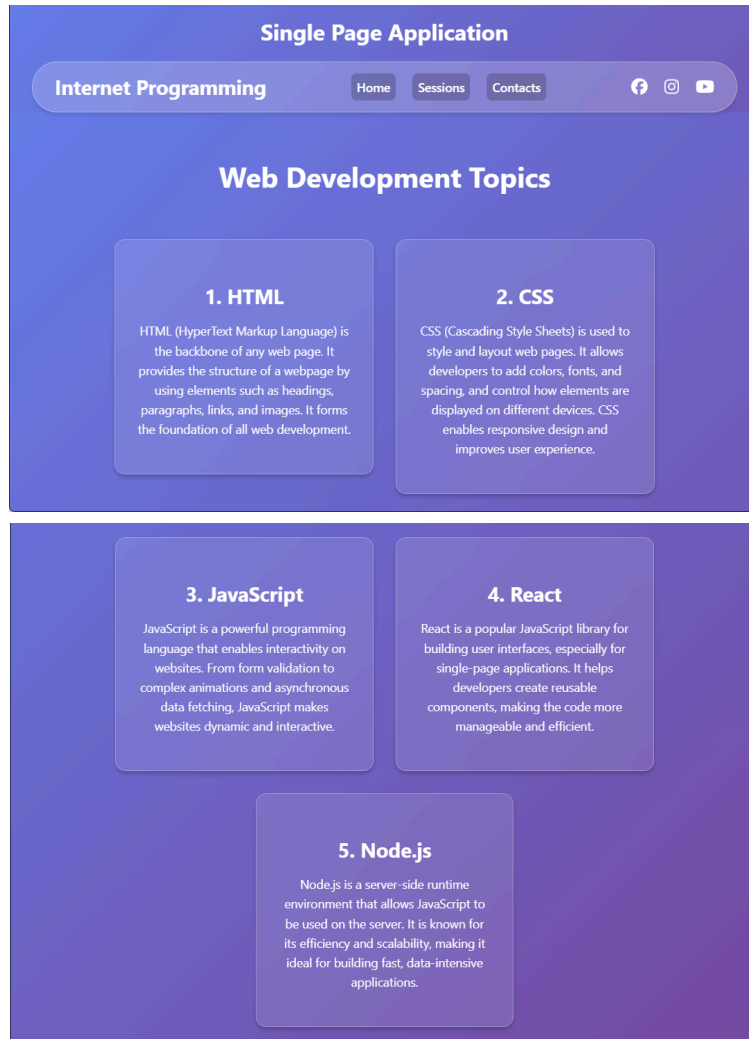 Single Page Application
Internet Programming
Home
Sessions
Contacts
Web Development Topics
1. HTML
HTML (HyperText Markup Language) is
the backbone of any web page. It
provides the structure of a webpage by
using elements such as headings,
paragraphs, links, and images. It forms
the foundation of all web development.
2. CSS
CSS (Cascading Style Sheets) is used to
style and layout web pages. It allows
developers to add colors, fonts, and
spacing, and control how elements are
displayed on different devices. CSS
enables responsive design and
improves user experience.
3. JavaScript
JavaScript is a powerful programming
language that enables interactivity on
websites. From form validation to
complex animations and asynchronous
data fetching, JavaScript makes
websites dynamic and interactive.
4. React
React is a popular JavaScript library for
building user interfaces, especially for
single-page applications. It helps
developers create reusable
components, making the code more
manageable and efficient.
5. Node.js
Node.js is a server-side runtime
environment that allows JavaScript to
be used on the server. It is known for
its efficiency and scalability, making it
ideal for building fast, data-intensive
applications.